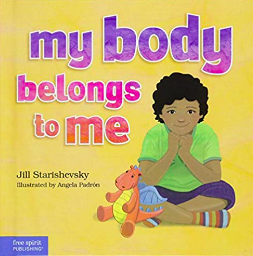 my body
belongs
to me
Jill Starishevsky
Illustrated by Angela Padrón
free spirit
PUBLISHING®